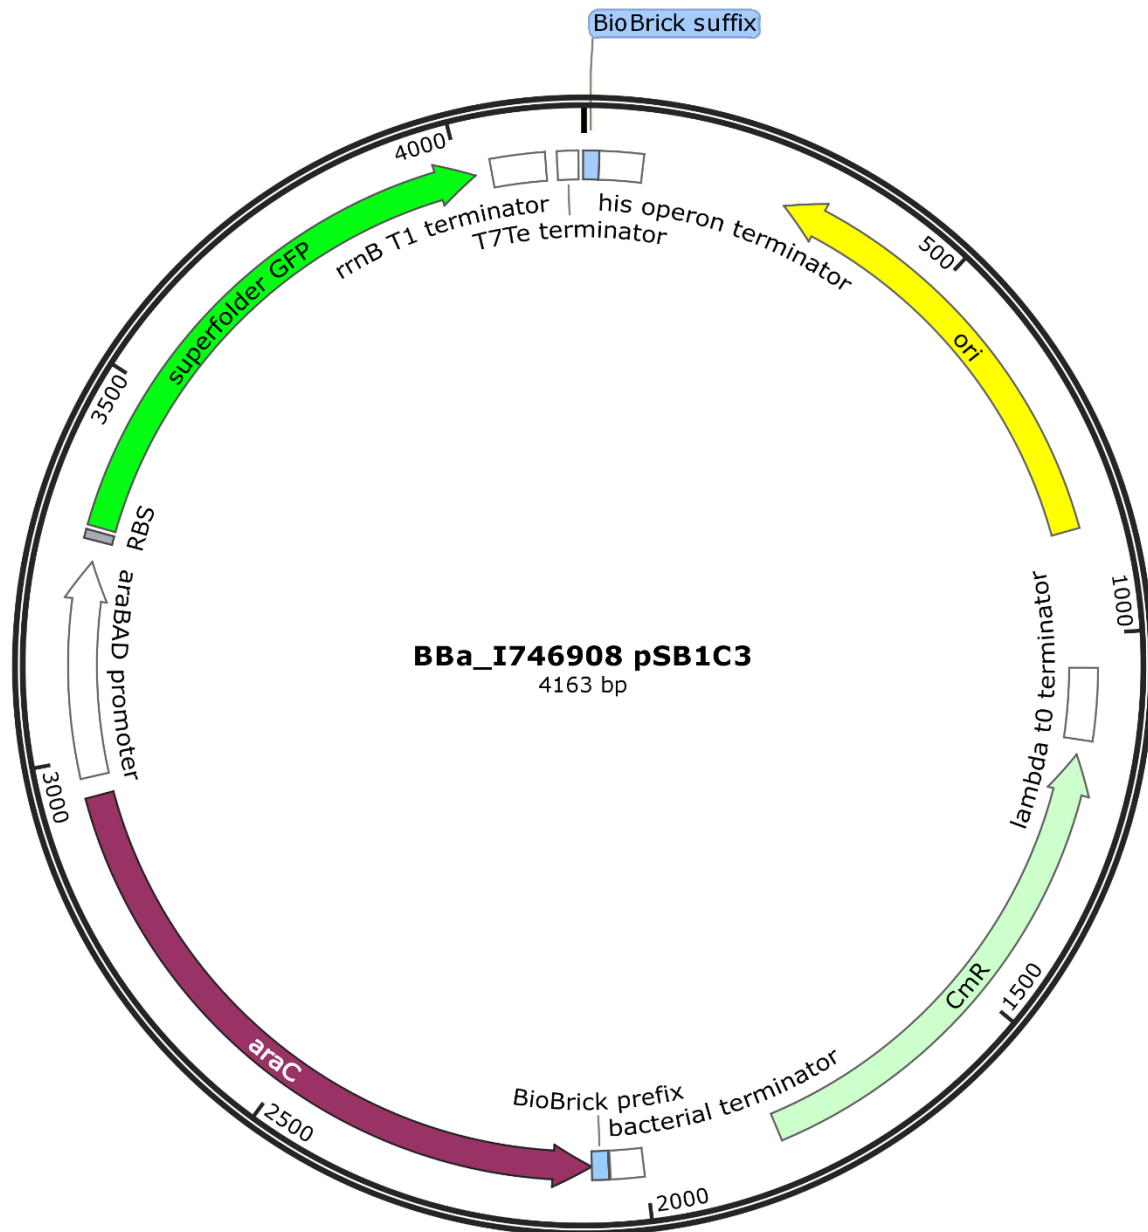 BioBrick suffix
4000
rrnB T1 terminator
T7Te terminator
his operon terminator
500
superfolder GFP
ori
3500
RBS
araBAD promoter
1000
lambda t0 terminator
BBa_I746908 pSB1C3
4163 bp
3000
CmR
1500
araC
2500
BioBrick prefix
bacterial terminator
2000